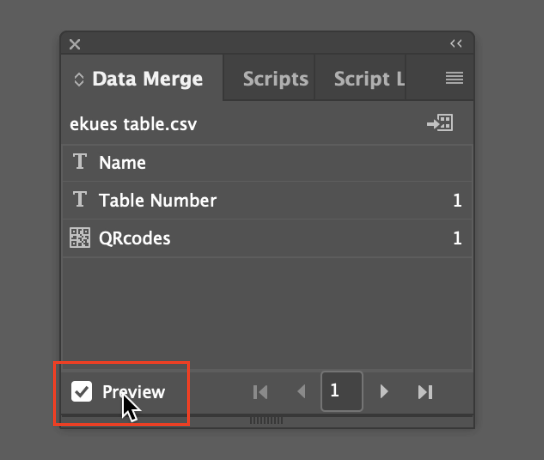 Data Merge Scripts Script L
ekues table.csv
Name
Table Number 1
QRcodes 1
Preview 1